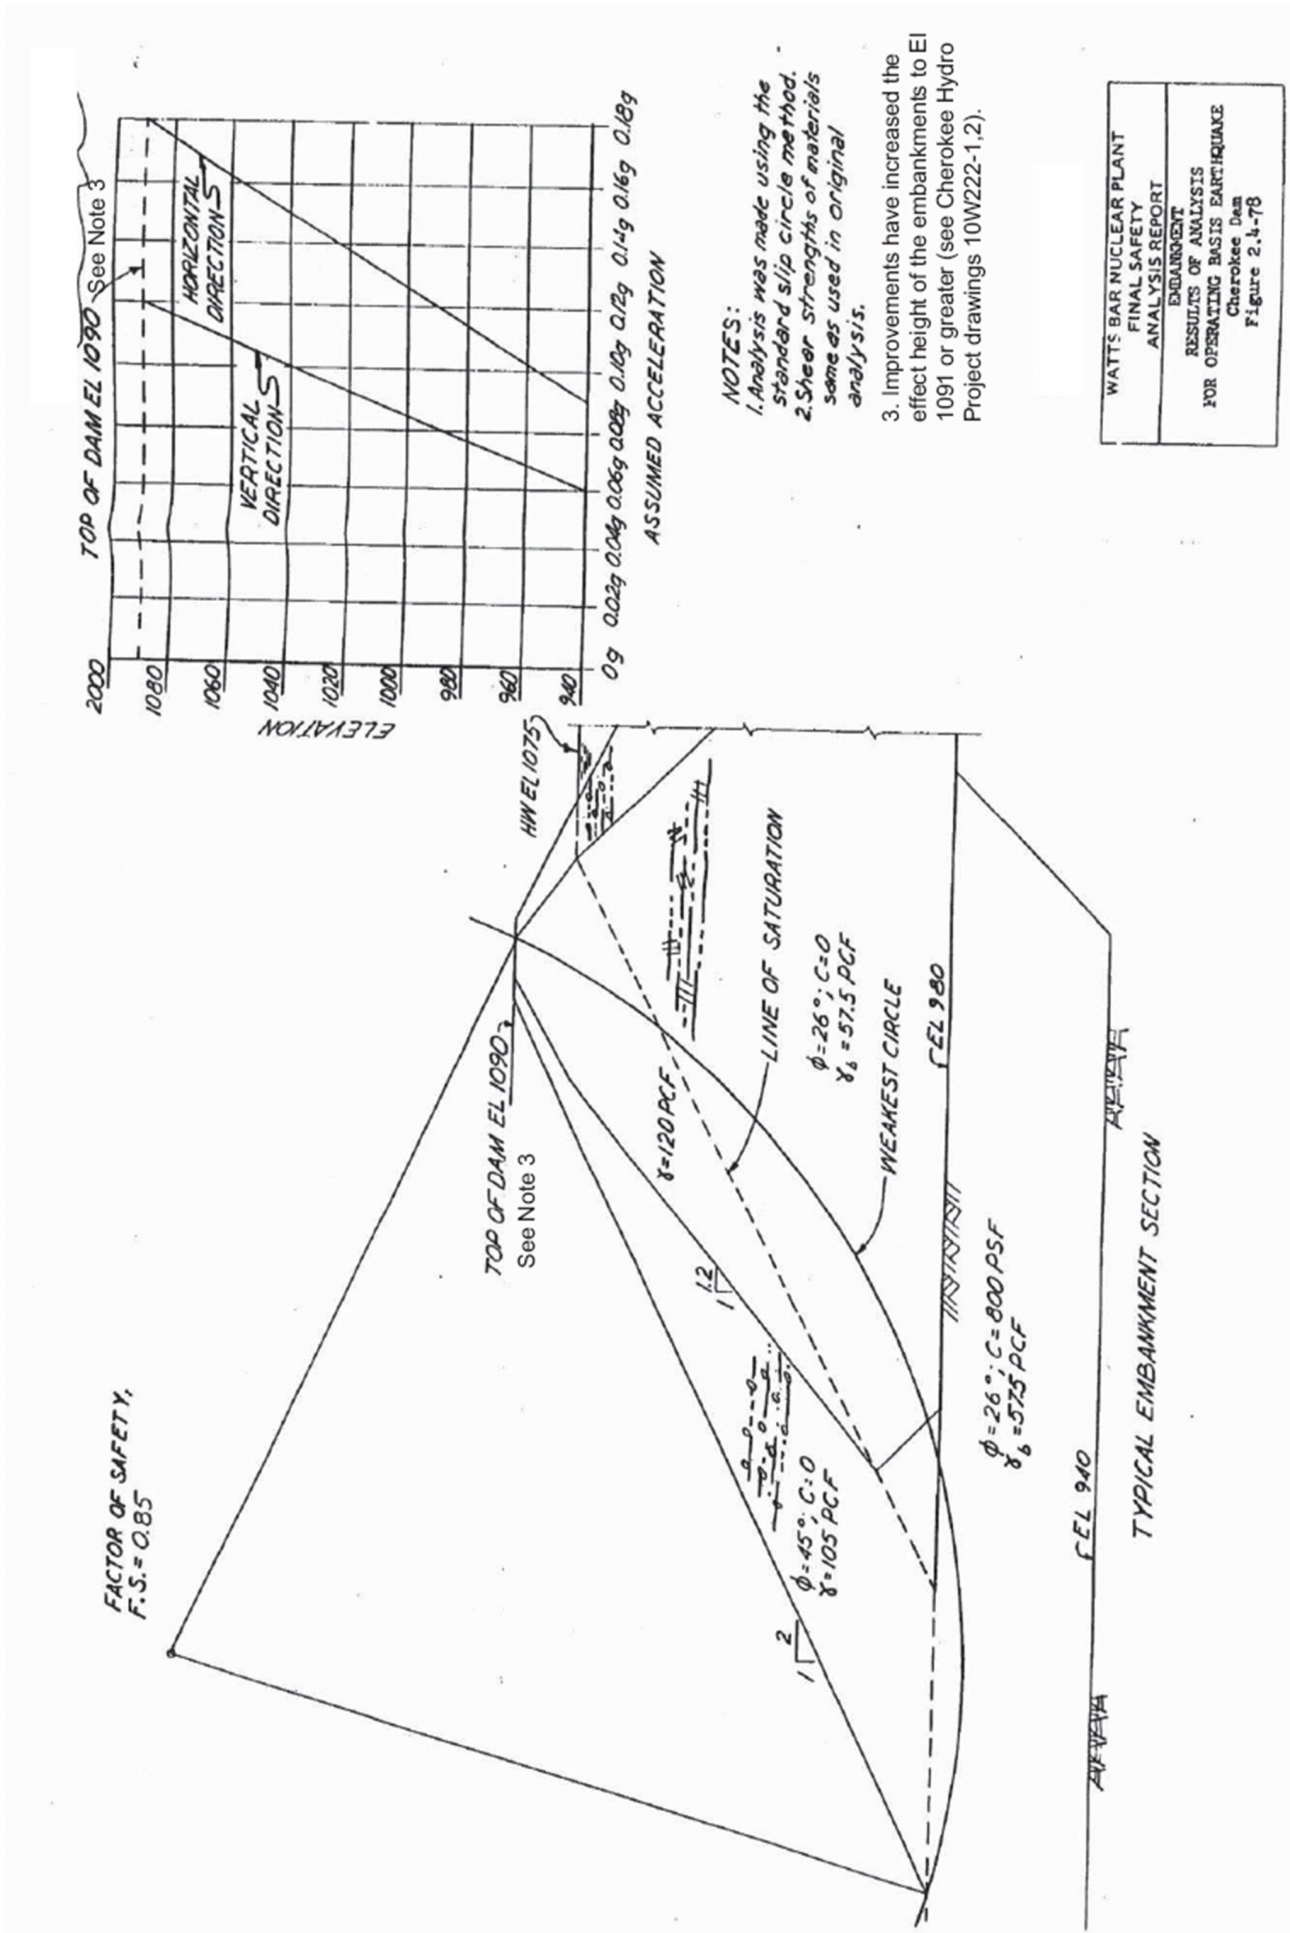 FACTOR OF SAFETY,
F.S. = 0.85
TOP OF DAM EL 1090
See Note 3
HW EL 1075
1.2
1
2
1
γ=120 PCF
LINE OF SATURATION
φ=26°; C=0
γb = 57.5 PCF
WEAKEST CIRCLE
EL 980
φ=45°; C=0
γ=105 PCF
φ=26°; C=800 PSF
γb = 57.5 PCF
EL 940
TYPICAL EMBANKMENT SECTION
TOP OF DAM EL 1090
See Note 3
ELEVATION
2000
1080
1060
1040
1020
1000
980
960
940
VERTICAL
DIRECTION
HORIZONTAL
DIRECTION
0g 0.02g 0.04g 0.06g 0.08g 0.10g 0.12g 0.14g 0.16g 0.18g
ASSUMED ACCELERATION
NOTES:
1. Analysis was made using the
standard slip circle method.
2. Shear strengths of materials
same as used in original
analysis.
3. Improvements have increased the
effect height of the embankments to El
1091 or greater (see Cherokee Hydro
Project drawings 10W222-1,2).
WATTS BAR NUCLEAR PLANT
FINAL SAFETY
ANALYSIS REPORT
EMBANKMENT
RESULTS OF ANALYSIS
FOR OPERATING BASIS EARTHQUAKE
Cherokee Dam
Figure 2.4-78